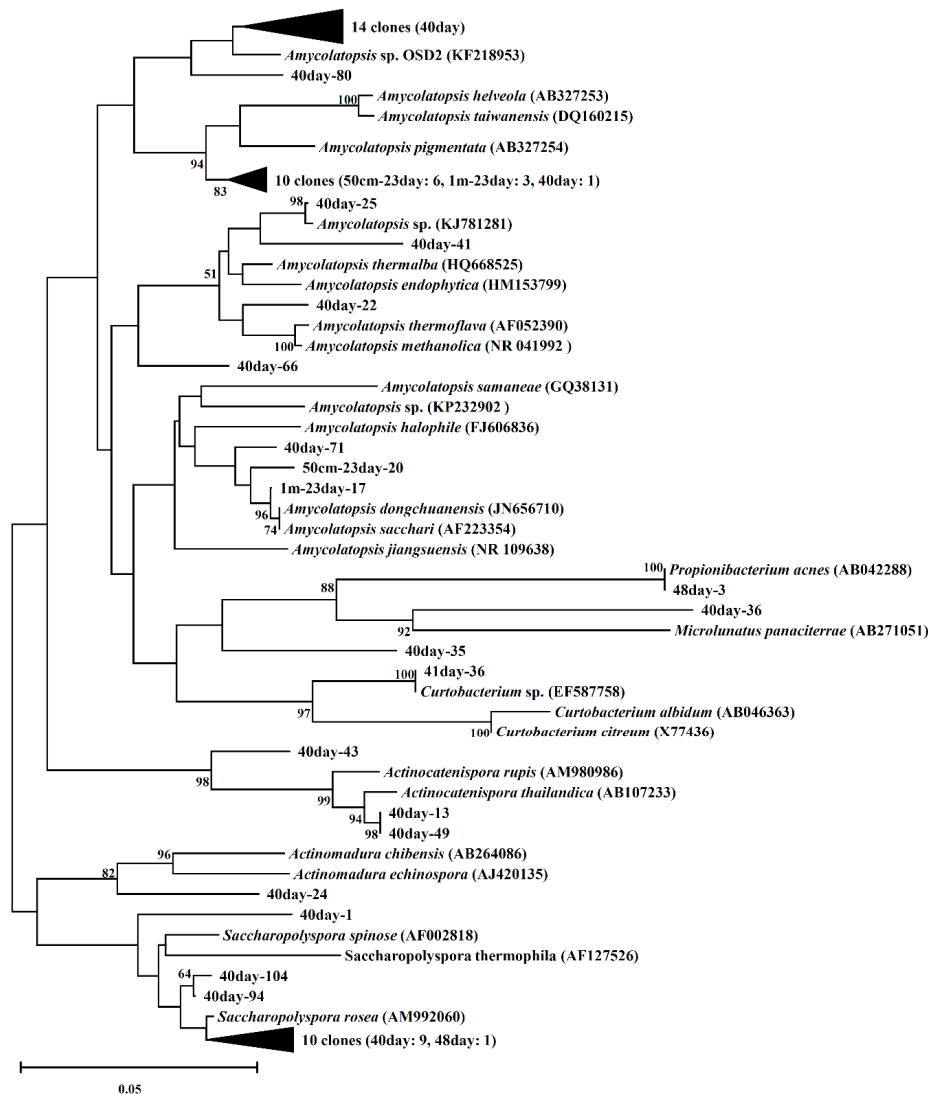 14 clones (40day)
Amycolatopsis sp. OSD2 (KF218953)
40day-80
Amycolatopsis helveola (AB327253)
100
Amycolatopsis taiwanensis (DQ160215)
Amycolatopsis pigmentata (AB327254)
94
10 clones (50cm-23day: 6, 1m-23day: 3, 40day: 1)
83
98 40day-25
Amycolatopsis sp. (KJ781281)
40day-41
Amycolatopsis thermalba (HQ668525)
51
Amycolatopsis endophytica (HM153799)
40day-22
Amycolatopsis thermoflava (AF052390)
100 Amycolatopsis methanolica (NR 041992 )
40day-66
Amycolatopsis samaneae (GQ38131)
Amycolatopsis sp. (KP232902 )
Amycolatopsis halophile (FJ606836)
40day-71
50cm-23day-20
1m-23day-17
Amycolatopsis dongchuanensis (JN656710)
96
74 Amycolatopsis sacchari (AF223354)
Amycolatopsis jiangsuensis (NR 109638)
100 Propionibacterium acnes (AB042288)
88
48day-3
40day-36
92 Microlunatus panaciterrae (AB271051)
40day-35
100 41day-36
Curtobacterium sp. (EF587758)
97 Curtobacterium albidum (AB046363)
100 Curtobacterium citreum (X77436)
40day-43
98
Actinocatenispora rupis (AM980986)
99
Actinocatenispora thailandica (AB107233)
94 40day-13
98 40day-49
96 Actinomadura chibensis (AB264086)
82 Actinomadura echinospora (AJ420135)
40day-24
40day-1
Saccharopolyspora spinose (AF002818)
Saccharopolyspora thermophila (AF127526)
64 40day-104
40day-94
Saccharopolyspora rosea (AM992060)
10 clones (40day: 9, 48day: 1)
0.05